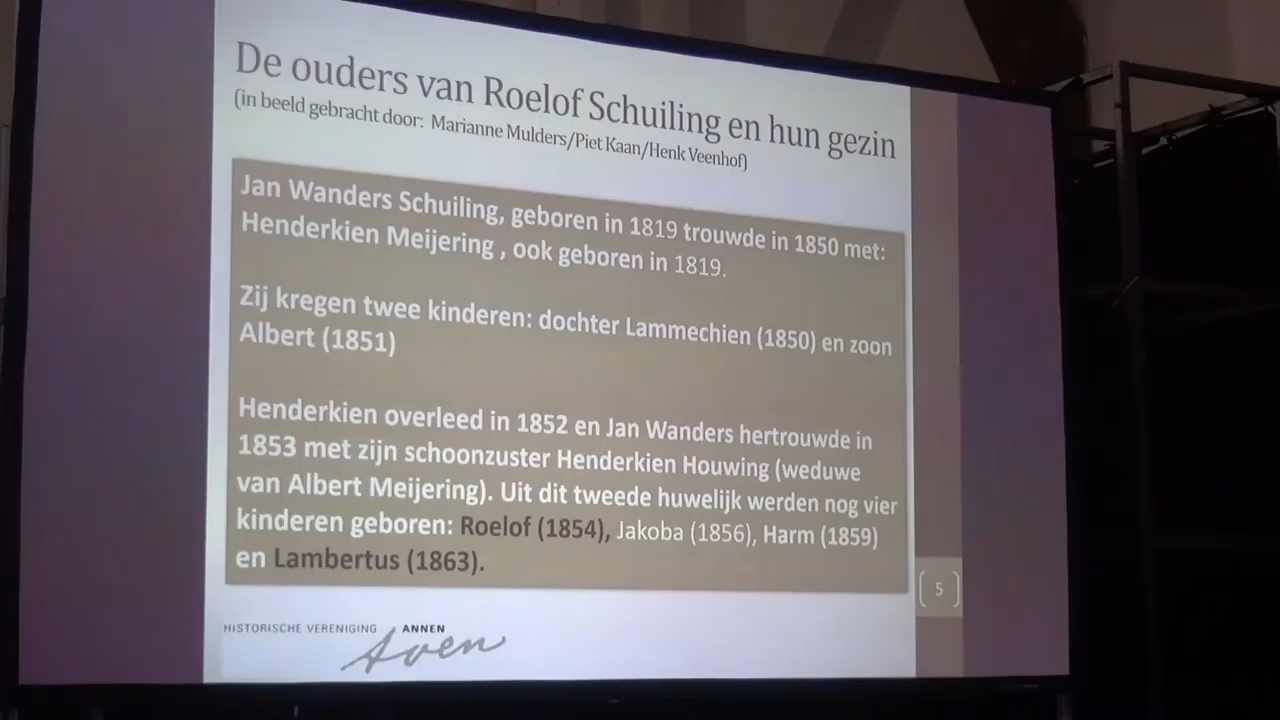 De ouders van Roelof Schuiling en hun gezin
(in beeld gebracht door: Marianne Mulders/Piet Kaan/Henk Veenhof)
Jan Wanders Schuiling, geboren in 1819 trouwde in 1850 met:
Henderkien Meijering , ook geboren in 1819.
Zij kregen twee kinderen: dochter Lammechien (1850) en zoon
Albert (1851)
Henderkien overleed in 1852 en Jan Wanders hertrouwde in
1853 met zijn schoonzuster Henderkien Houwing (weduwe
van Albert Meijering). Uit dit tweede huwelijk werden nog vier
kinderen geboren: Roelof (1854), Jakoba (1856), Harm (1859)
en Lambertus (1863).
5
HISTORISCHE VERENIGING ANNEN